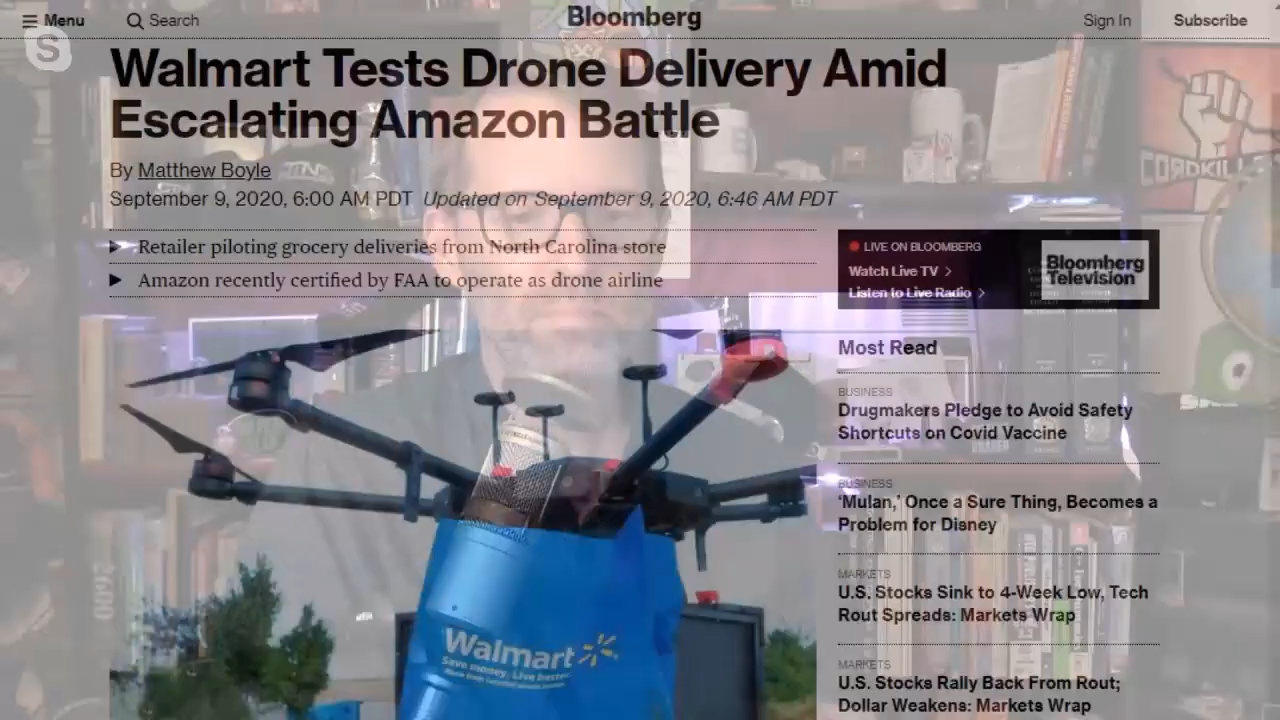 Menu
Search
Bloomberg
Sign In
Subscribe
S
Walmart Tests Drone Delivery Amid
Escalating Amazon Battle
By Matthew Boyle
September 9, 2020, 6:00 AM PDT Updated on September 9, 2020, 6:46 AM PDT
Retailer piloting grocery deliveries from North Carolina store
Amazon recently certified by FAA to operate as drone airline
LIVE ON BLOOMBERG
Watch Live TV
Listen to Live Radio
Bloomberg
Television
Most Read
BUSINESS
Drugmakers Pledge to Avoid Safety
Shortcuts on Covid Vaccine
BUSINESS
‘Mulan,’ Once a Sure Thing, Becomes a
Problem for Disney
MARKETS
U.S. Stocks Sink to 4-Week Low, Tech
Rout Spreads: Markets Wrap
MARKETS
U.S. Stocks Rally Back From Rout;
Dollar Weakens: Markets Wrap
Walmart
Save money. Live better.
CORDKILL